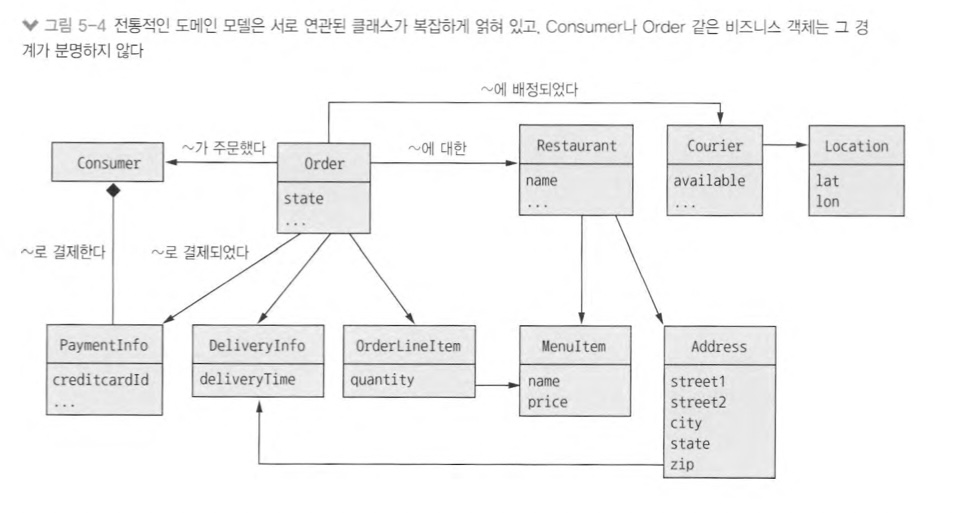 그림 5-4 전통적인 도메인 모델은 서로 연관된 클래스가 복잡하게 얽혀 있고, Consumer나 Order 같은 비즈니스 객체는 그 경
계가 분명하지 않다
~에 배정되었다
Consumer
~가 주문했다
Order
state
...
~에 대한
Restaurant
name
...
Courier
available
...
Location
lat
lon
~로 결제한다
~로 결제되었다
PaymentInfo
creditcardId
...
DeliveryInfo
deliveryTime
OrderLineItem
quantity
MenuItem
name
price
Address
street1
street2
city
state
zip